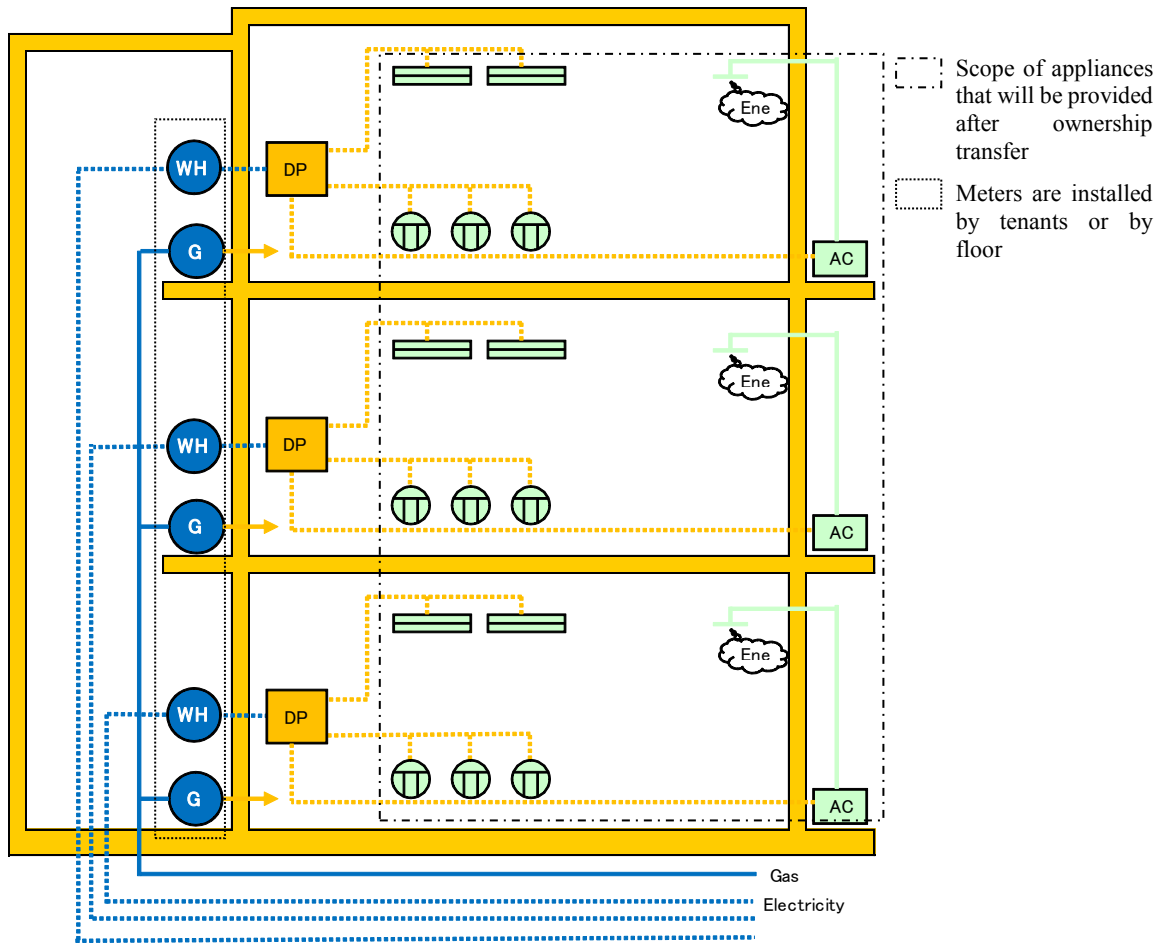 Ene
WH
DP
G
AC
Ene
WH
DP
G
AC
Ene
WH
DP
G
AC
Gas
Electricity
Scope of appliances
that will be provided
after ownership
transfer
Meters are installed
by tenants or by
floor